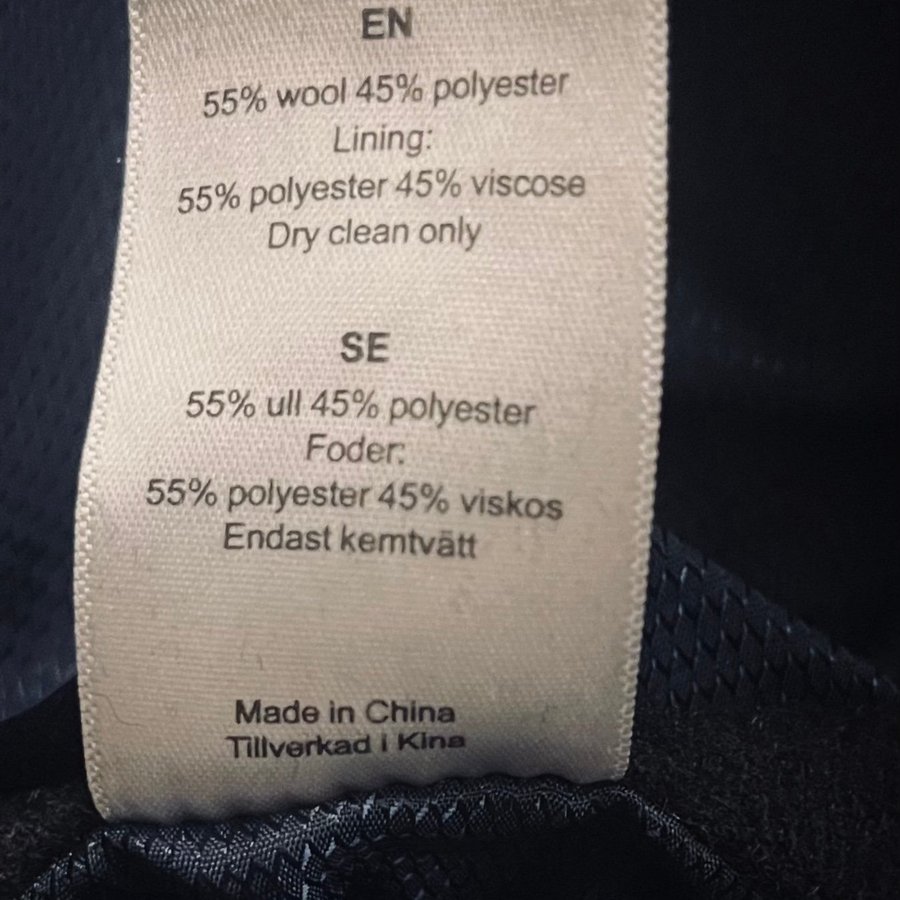 EN
55% wool 45% polyester
Lining:
55% polyester 45% viscose
Dry clean only
SE
55% ull 45% polyester
Foder:
55% polyester 45% viskos
Endast kemtvätt
Made in China
Tillverkad i Kina